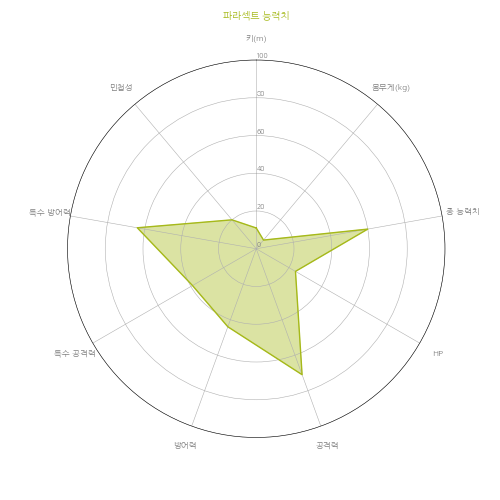 파라섹트 능력치
키(m)
100
민첩성
몸무게(kg)
80
60
40
특수 방어력
20
총 능력치
0
특수 공격력
HP
방어력
공격력